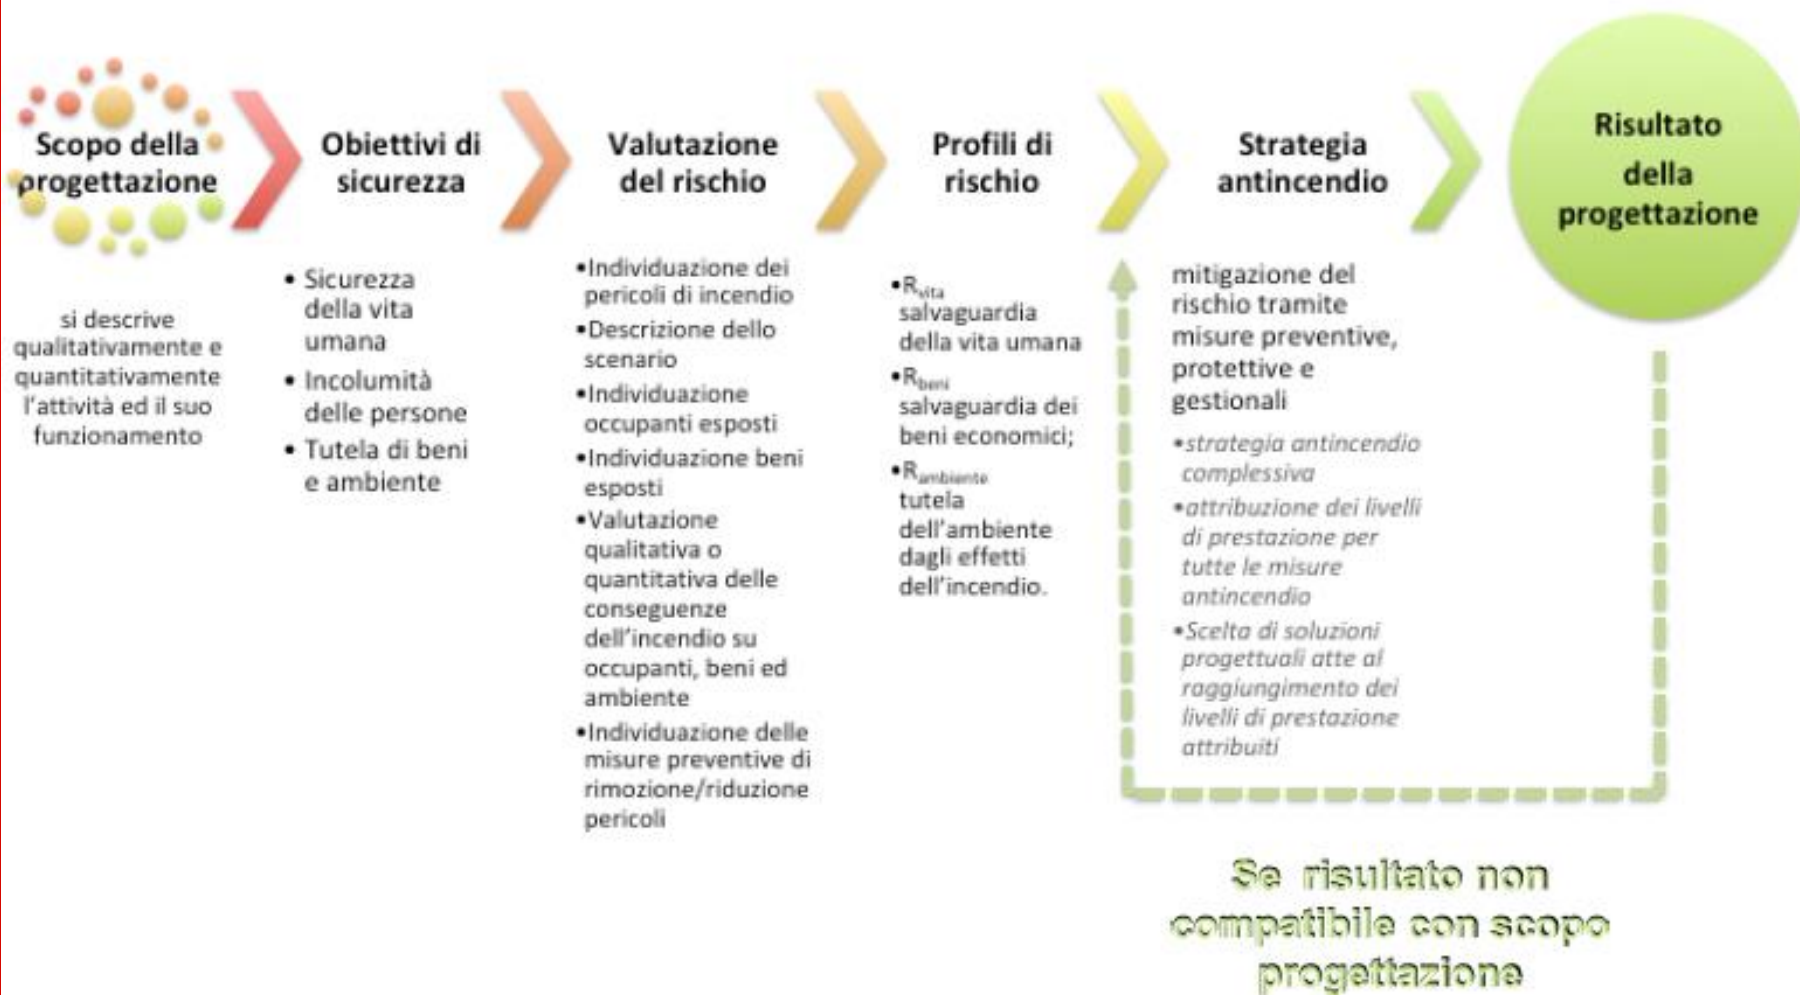 Scopo della
progettazione
si descrive
qualitativamente e
quantitativamente
l'attività ed il suo
funzionamento
Obiettivi di
sicurezza
• Sicurezza
della vita
umana
• Incolumità
delle persone
• Tutela di beni
e ambiente
Valutazione
del rischio
•Individuazione dei
pericoli di incendio
•Descrizione dello
scenario
•Individuazione
occupanti esposti
•Individuazione beni
esposti
•Valutazione
qualitativa o
quantitativa delle
conseguenze
dell'incendio su
occupanti, beni ed
ambiente
•Individuazione delle
misure preventive di
rimozione/riduzione
pericoli
Profili di
rischio
•Rvita
salvaguardia
della vita umana
•Rbeni
salvaguardia dei
beni economici;
•Rambiente
tutela
dell'ambiente
dagli effetti
dell'incendio.
Strategia
antincendio
mitigazione del
rischio tramite
misure preventive,
protettive e
gestionali
•strategia antincendio
complessiva
•attribuzione dei livelli
di prestazione per
tutte le misure
antincendio
•Scelta di soluzioni
progettuali atte al
raggiungimento dei
livelli di prestazione
attribuiti
Risultato
della
progettazione
Se risultato non
compatibile con scopo
progettazione